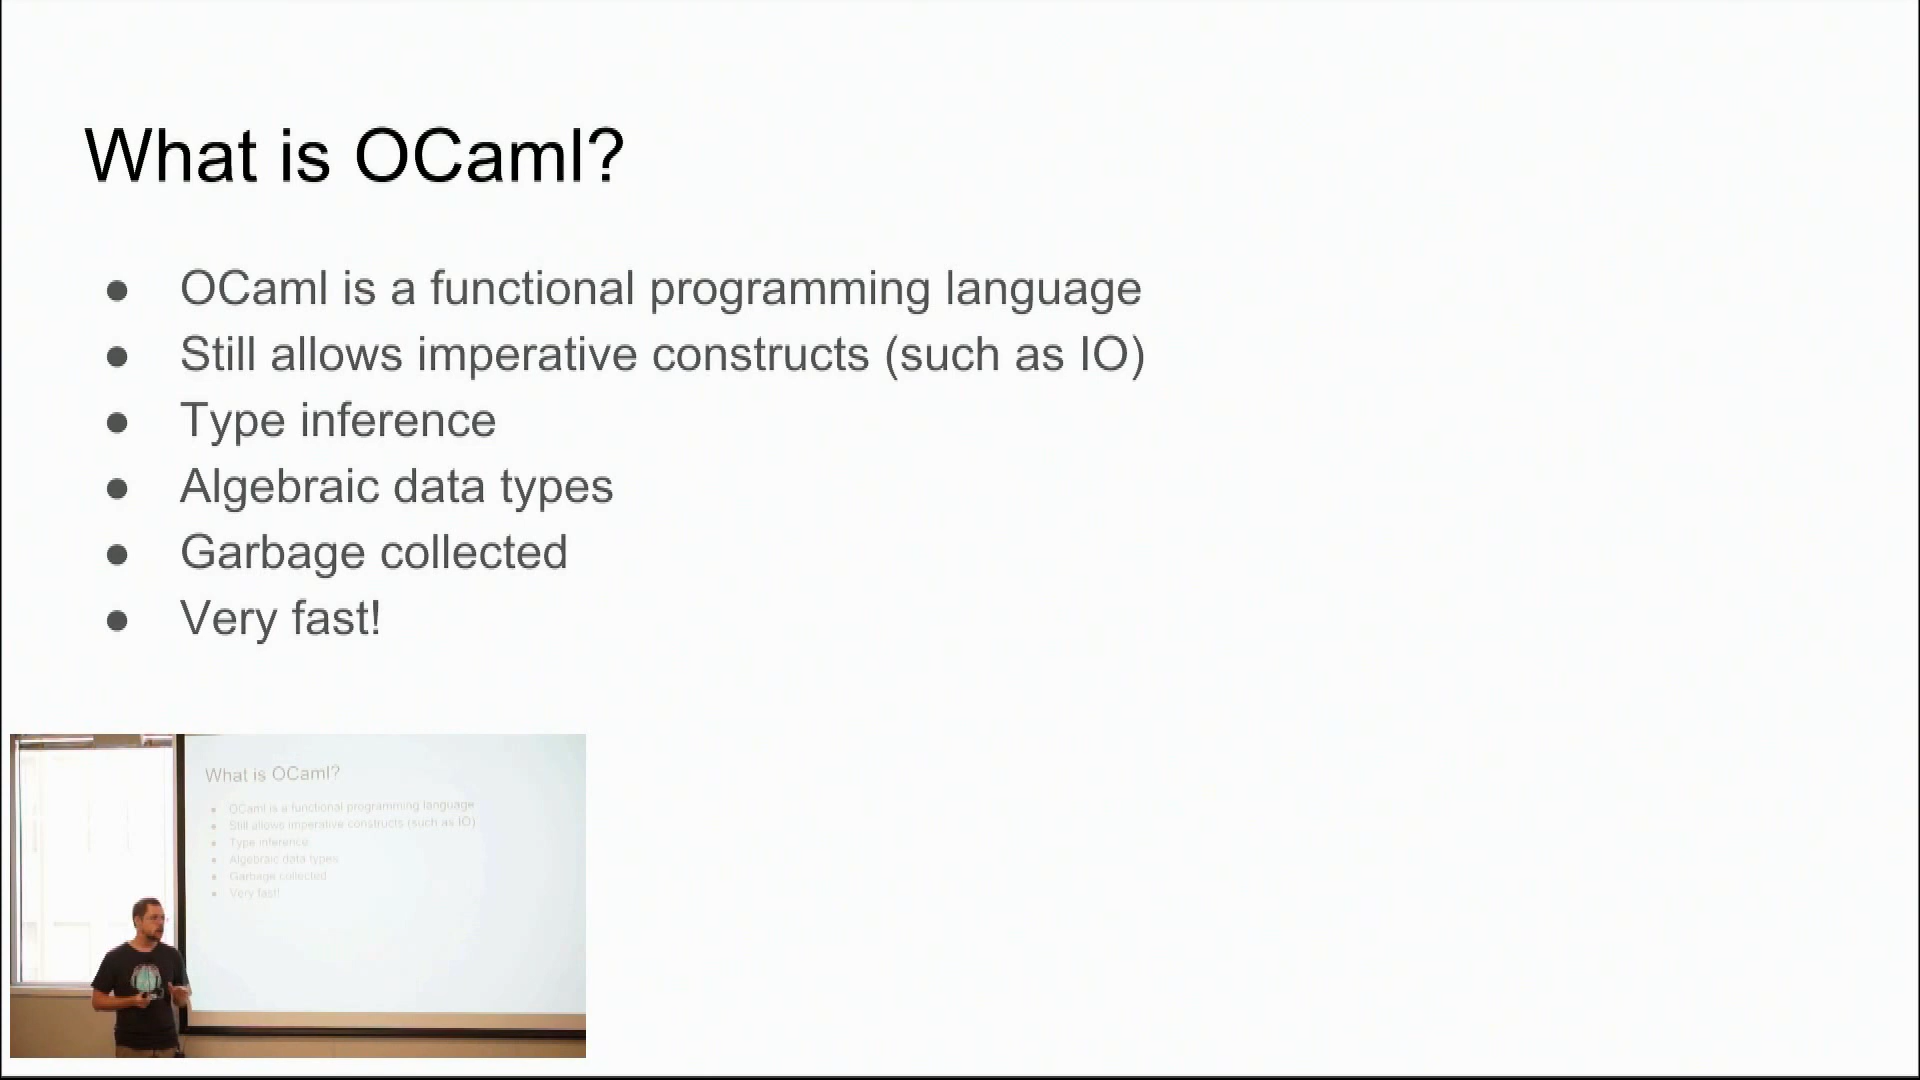 What is OCaml?
● OCaml is a functional programming language
● Still allows imperative constructs (such as IO)
● Type inference
● Algebraic data types
● Garbage collected
● Very fast!
What is OCaml?
● OCaml is a functional programming language
● Still allows imperative constructs (such as IO)
● Type inference
● Algebraic data types
● Garbage collected
● Very fast!